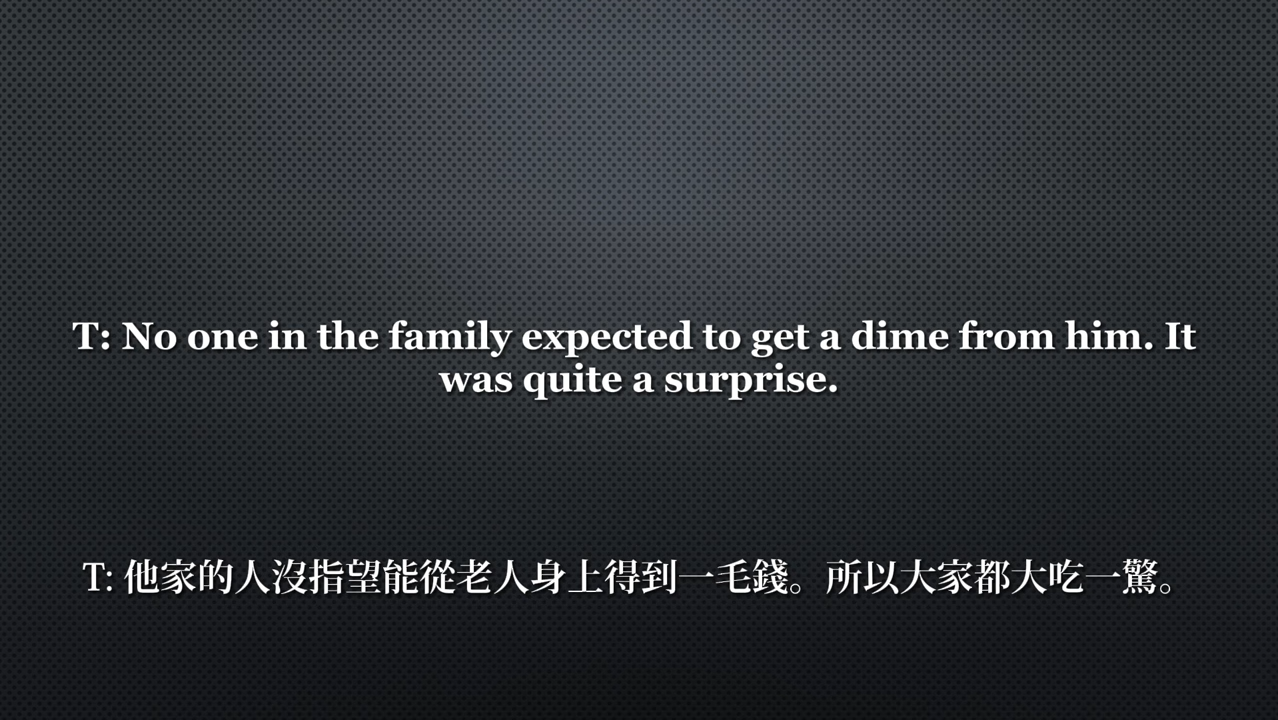 T: No one in the family expected to get a dime from him. It
was quite a surprise.
T: 他家的人沒指望能從老人身上得到一毛錢。所以大家都大吃一驚。